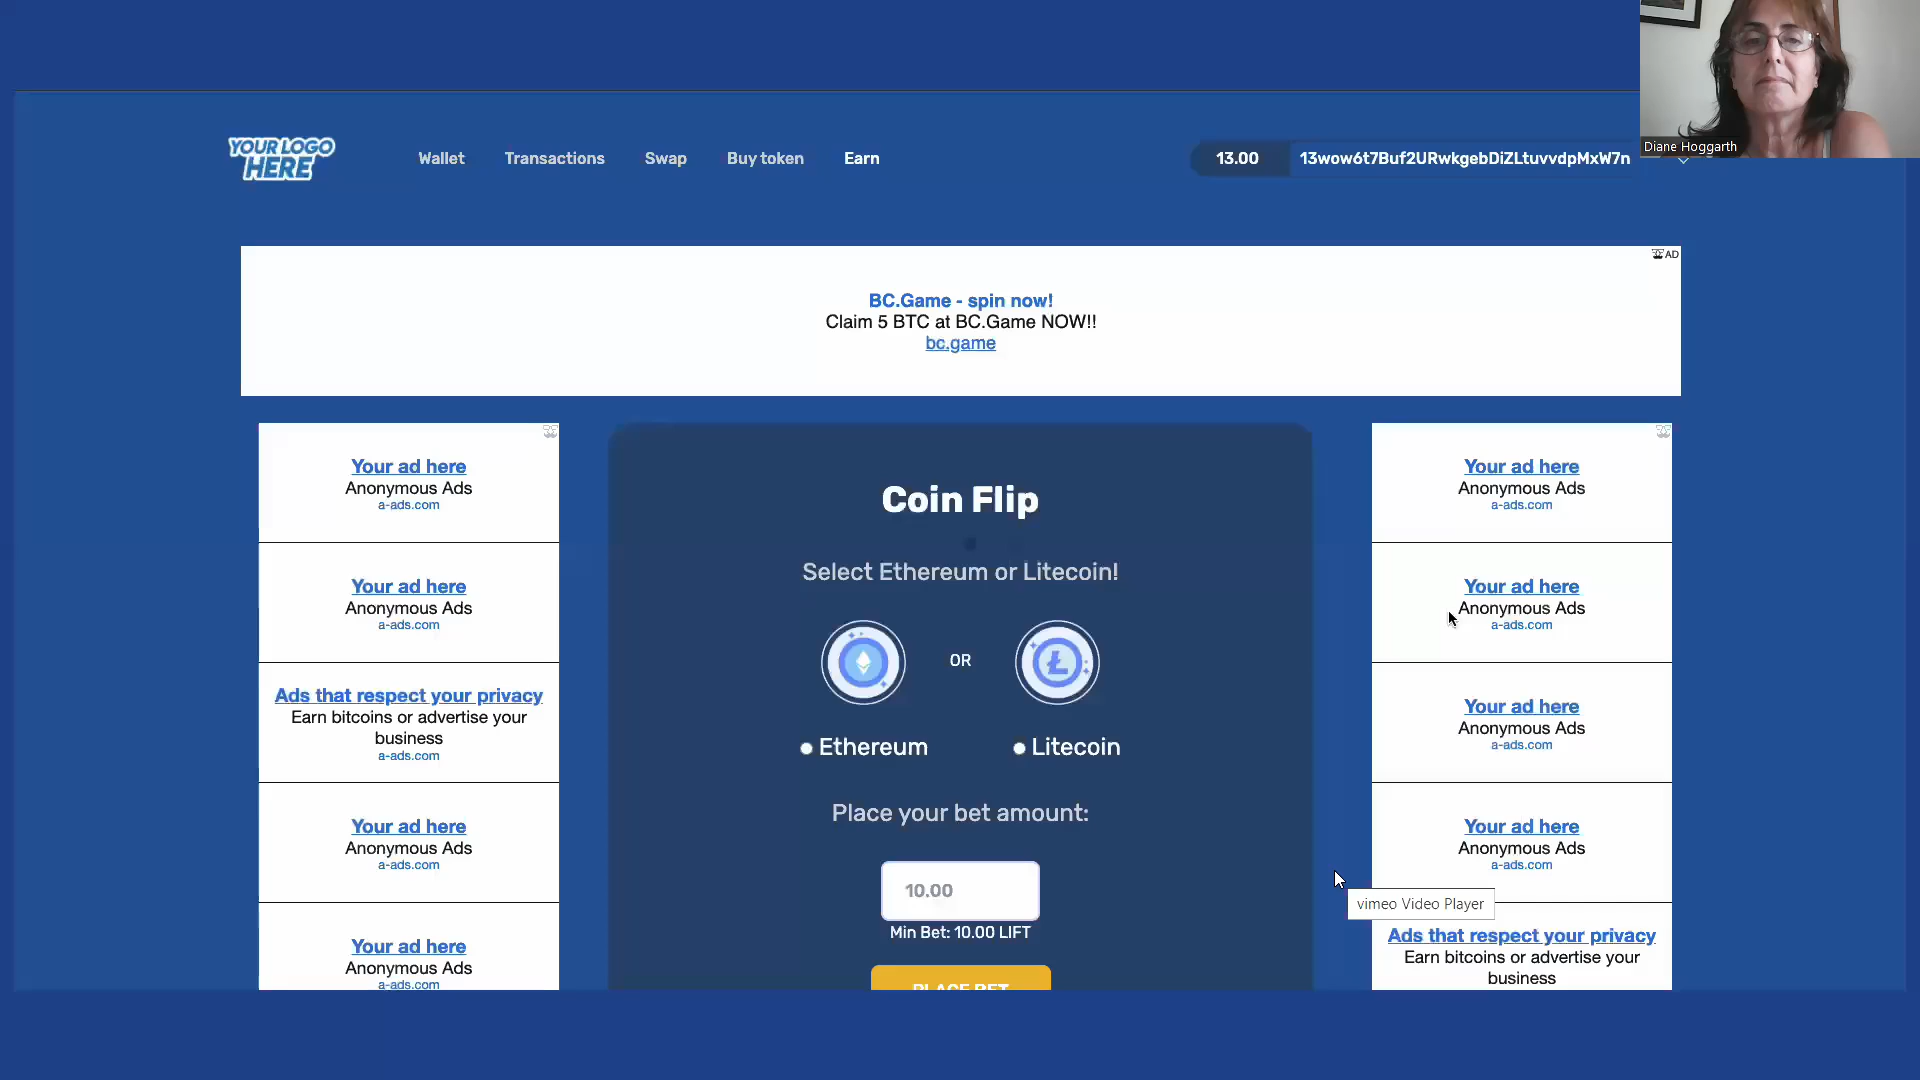 YOUR LOGO
HERE
Wallet
Transactions
Swap
Buy token
Earn
13.00
13wow6t7Buf2URwkgebDiZLtuvvdpMxW7n
Diane Hoggarth
AD
BC.Game - spin now!
Claim 5 BTC at BC.Game NOW!!
bc.game
Your ad here
Anonymous Ads
a-ads.com
Your ad here
Anonymous Ads
a-ads.com
Ads that respect your privacy
Earn bitcoins or advertise your
business
a-ads.com
Your ad here
Anonymous Ads
a-ads.com
Your ad here
Anonymous Ads
a-ads.com
Coin Flip
Select Ethereum or Litecoin!
OR
Ethereum
Litecoin
Place your bet amount:
10.00
Min Bet: 10.00 LIFT
PLACE BET
Your ad here
Anonymous Ads
a-ads.com
Your ad here
Anonymous Ads
a-ads.com
Your ad here
Anonymous Ads
a-ads.com
Your ad here
Anonymous Ads
a-ads.com
vimeo Video Player
Ads that respect your privacy
Earn bitcoins or advertise your
business